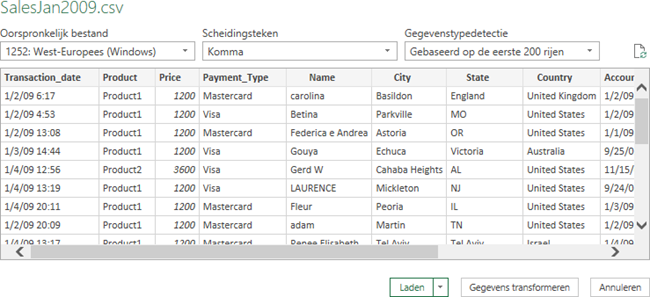 SalesJan2009.csv
Oorspronkelijk bestand Scheidingsteken Gegevenstypedetectie
1252: West-Europees (Windows) Komma Gebaseerd op de eerste 200 rijen
Transaction_date Product Price Payment_Type Name City State Country Accour
1/2/09 6:17 Product1 1200 Mastercard carolina Basildon England United Kingdom 1/2/09
1/2/09 4:53 Product1 1200 Visa Betina Parkville MO United States 1/2/09
1/2/09 13:08 Product1 1200 Mastercard Federica e Andrea Astoria OR United States 1/1/09
1/3/09 14:44 Product1 1200 Visa Gouya Echuca Victoria Australia 9/25/0
1/4/09 12:56 Product2 3600 Visa Gerd W Cahaba Heights AL United States 11/15/
1/4/09 13:19 Product1 1200 Visa LAURENCE Mickleton NJ United States 9/24/0
1/4/09 20:11 Product1 1200 Mastercard Fleur Peoria IL United States 1/3/09
1/2/09 20:09 Product1 1200 Mastercard adam Martin TN United States 1/2/09
1/4/09 13:17 Product1 1200 Mastercard Renee Elisabeth Tel Aviv Tel Aviv Israel 1/4/09
Laden Gegevens transformeren Annuleren